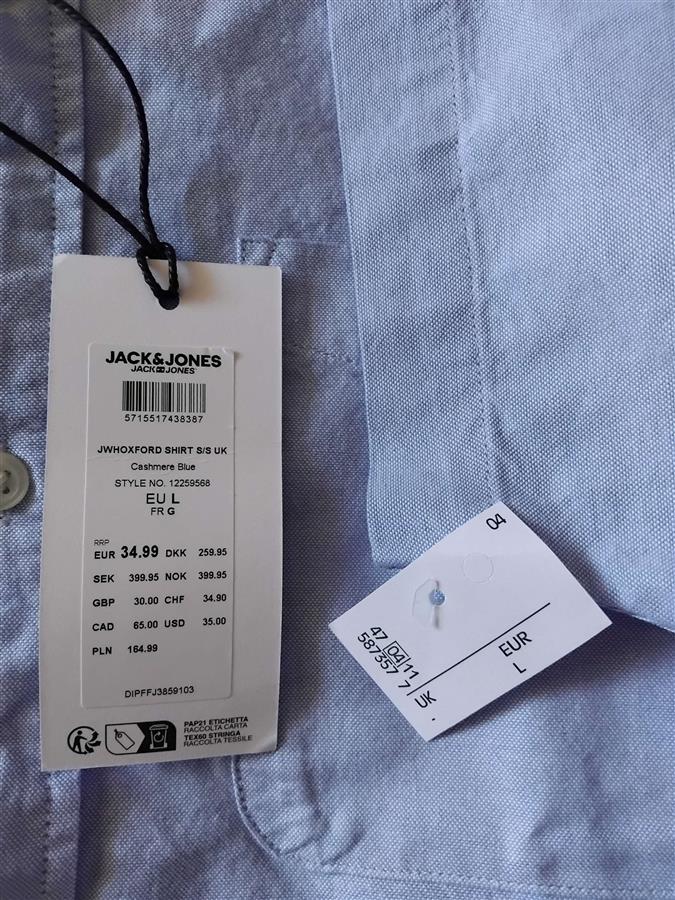 JACK&JONES
JACK JONES
5715517438387
JWHOXFORD SHIRT S/S UK
Cashmere Blue
STYLE NO. 12259568
EU L
FR G
RRP
EUR 34.99 DKK 259.95
SEK 399.95 NOK 399.95
GBP 30.00 CHF 34.90
CAD 65.00 USD 35.00
PLN 164.99
DIPFFJ3859103
PAP21 ETICHETTA
RACCOLTA CARTA
TEX60 STRINGA
RACCOLTA TESSILE
04
47 04 11
587357 7
UK
EUR
L